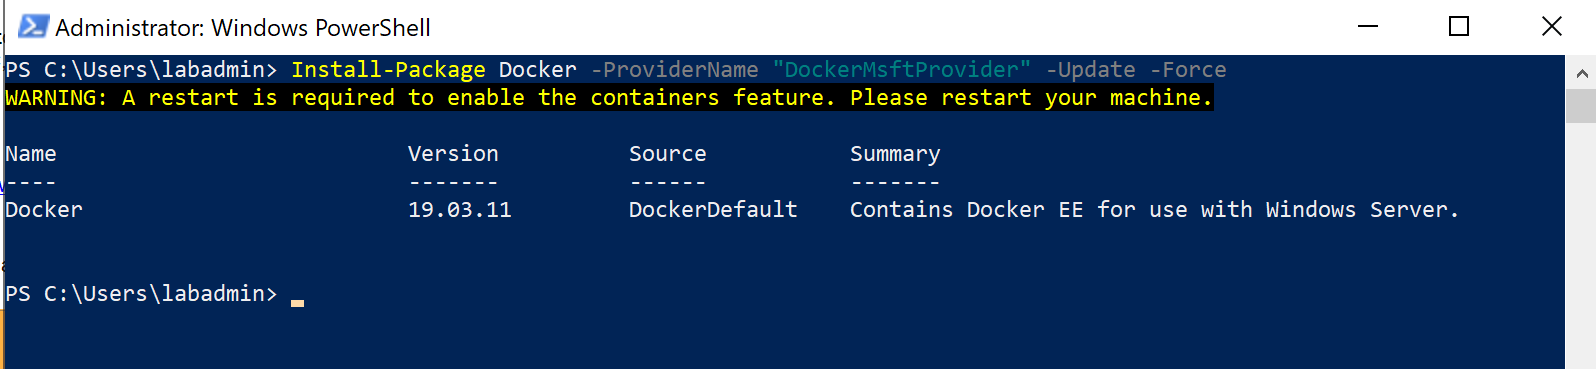 Administrator: Windows PowerShell
PS C:\Users\labadmin> Install-Package Docker -ProviderName "DockerMsftProvider" -Update -Force
WARNING: A restart is required to enable the containers feature. Please restart your machine.
Name Version Source Summary
---- ------- ------ -------
Docker 19.03.11 DockerDefault Contains Docker EE for use with Windows Server.
PS C:\Users\labadmin>